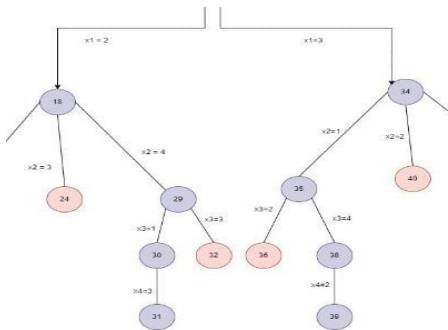 x1 = 2
x1=3
18
34
x2 = 3
x2 = 4
x2=1
x2=2
24
29
35
40
x3=1
x3=3
x3=2
x3=4
30
32
36
38
x4=3
x4=2
31
39